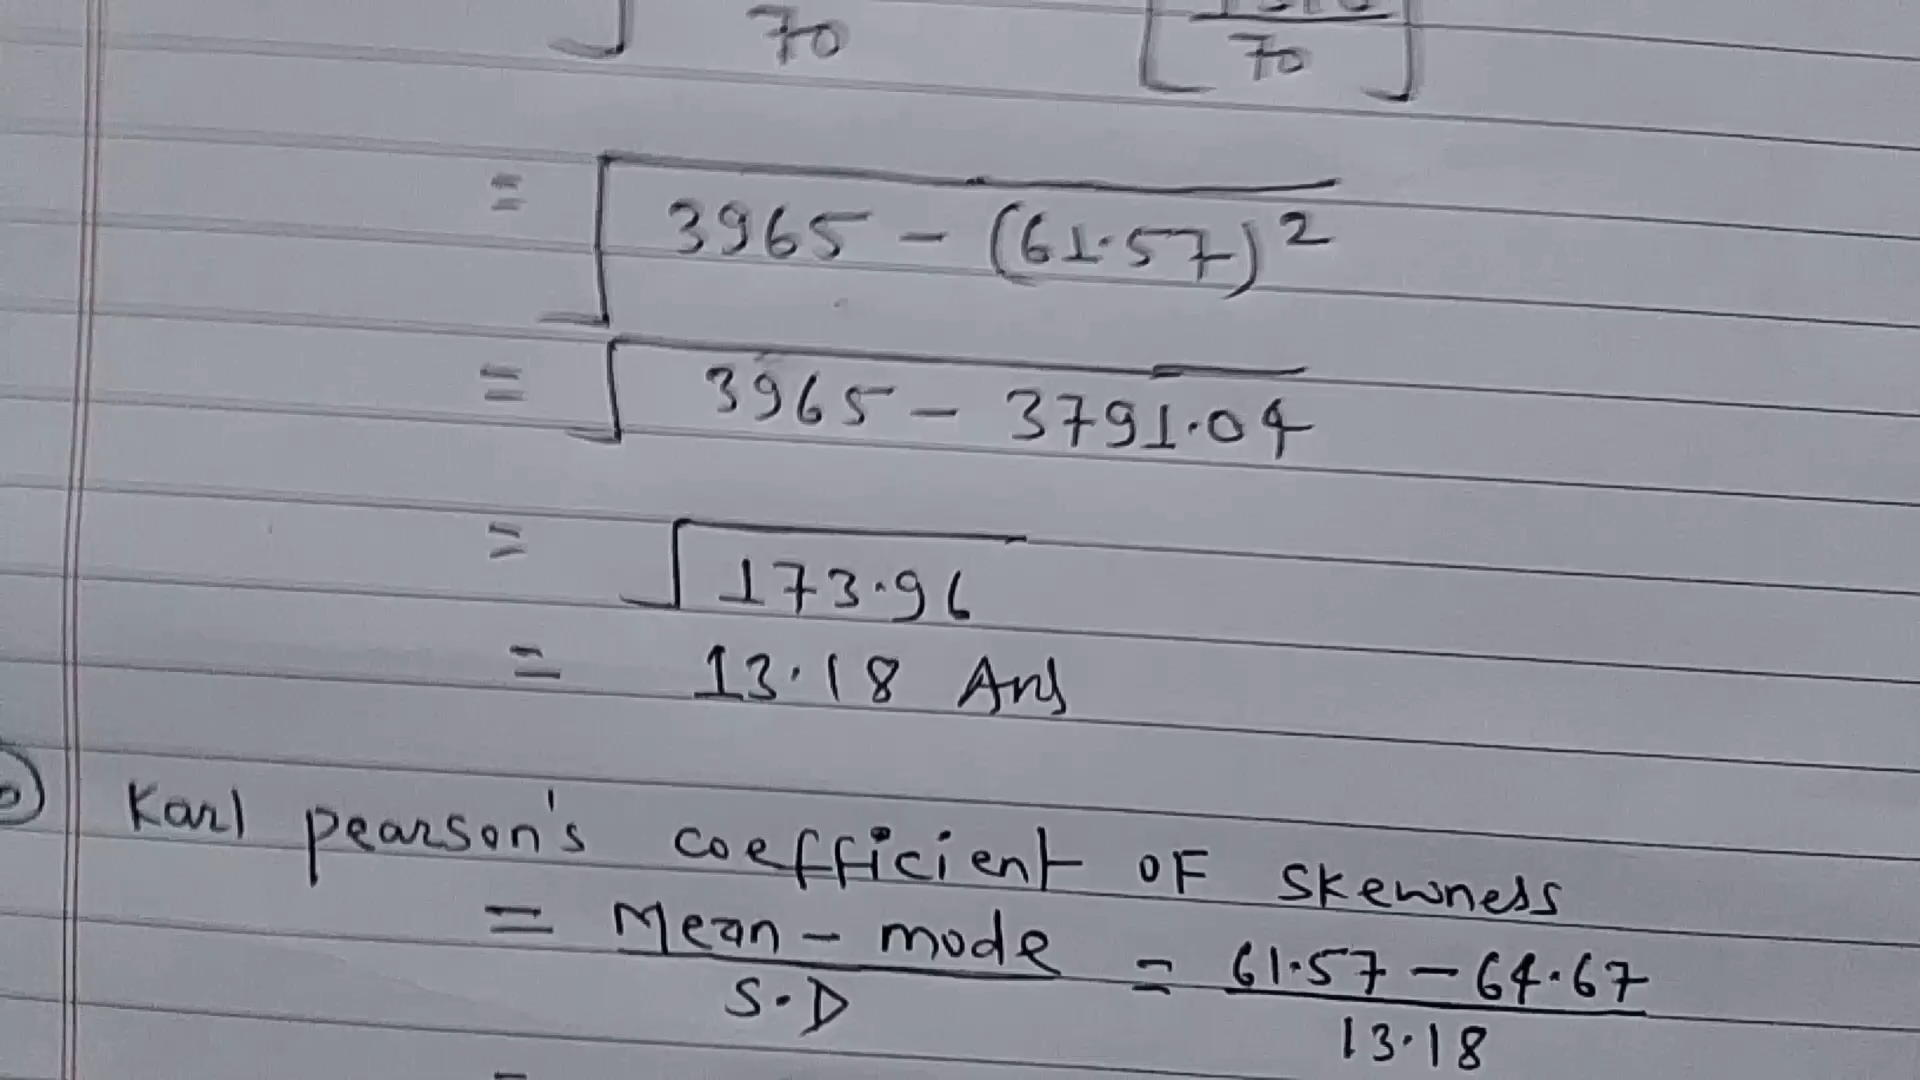 70 70
= √3965 - (61.57)²
= √3965 - 3791.04
= √173.96
= 13.18 Ans
Karl pearson's coefficient of skewness
= Mean - mode / S.D = 61.57 - 64.67 / 13.18
=